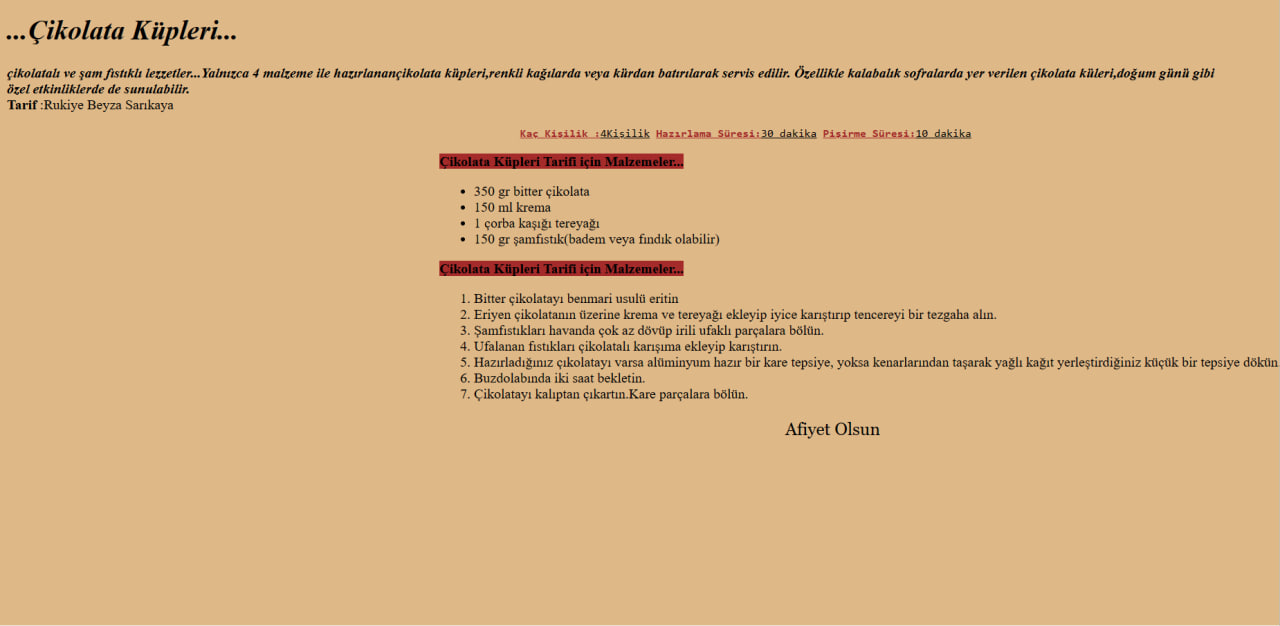 ...Çikolata Küpleri...
çikolatalı ve şam fıstıklı lezzetler...Yalnızca 4 malzeme ile hazırlanançikolata küpleri,renkli kağılarda veya kürdan batırılarak servis edilir. Özellikle kalabalık sofralarda yer verilen çikolata küleri,doğum günü gibi
özel etkinliklerde de sunulabilir.
Tarif :Rukiye Beyza Sarıkaya
Kaç Kişilik :4Kişilik Hazırlama Süresi:30 dakika Pişirme Süresi:10 dakika
Çikolata Küpleri Tarifi için Malzemeler...
• 350 gr bitter çikolata
• 150 ml krema
• 1 çorba kaşığı tereyağı
• 150 gr şamfıstık(badem veya fındık olabilir)
Çikolata Küpleri Tarifi için Malzemeler...
1. Bitter çikolatayı benmari usulü eritin
2. Eriyen çikolatanın üzerine krema ve tereyağı ekleyip iyice karıştırıp tencereyi bir tezgaha alın.
3. Şamfıstıkları havanda çok az dövüp irili ufaklı parçalara bölün.
4. Ufalanan fıstıkları çikolatalı karışıma ekleyip karıştırın.
5. Hazırladığınız çıkolatayı varsa alüminyum hazır bir kare tepsiye, yoksa kenarlarından taşarak yağlı kağıt yerleştirdiğiniz küçük bir tepsiye dökün.
6. Buzdolabında iki saat bekletin.
7. Çikolatayı kalıptan çıkartın.Kare parçalara bölün.
Afiyet Olsun